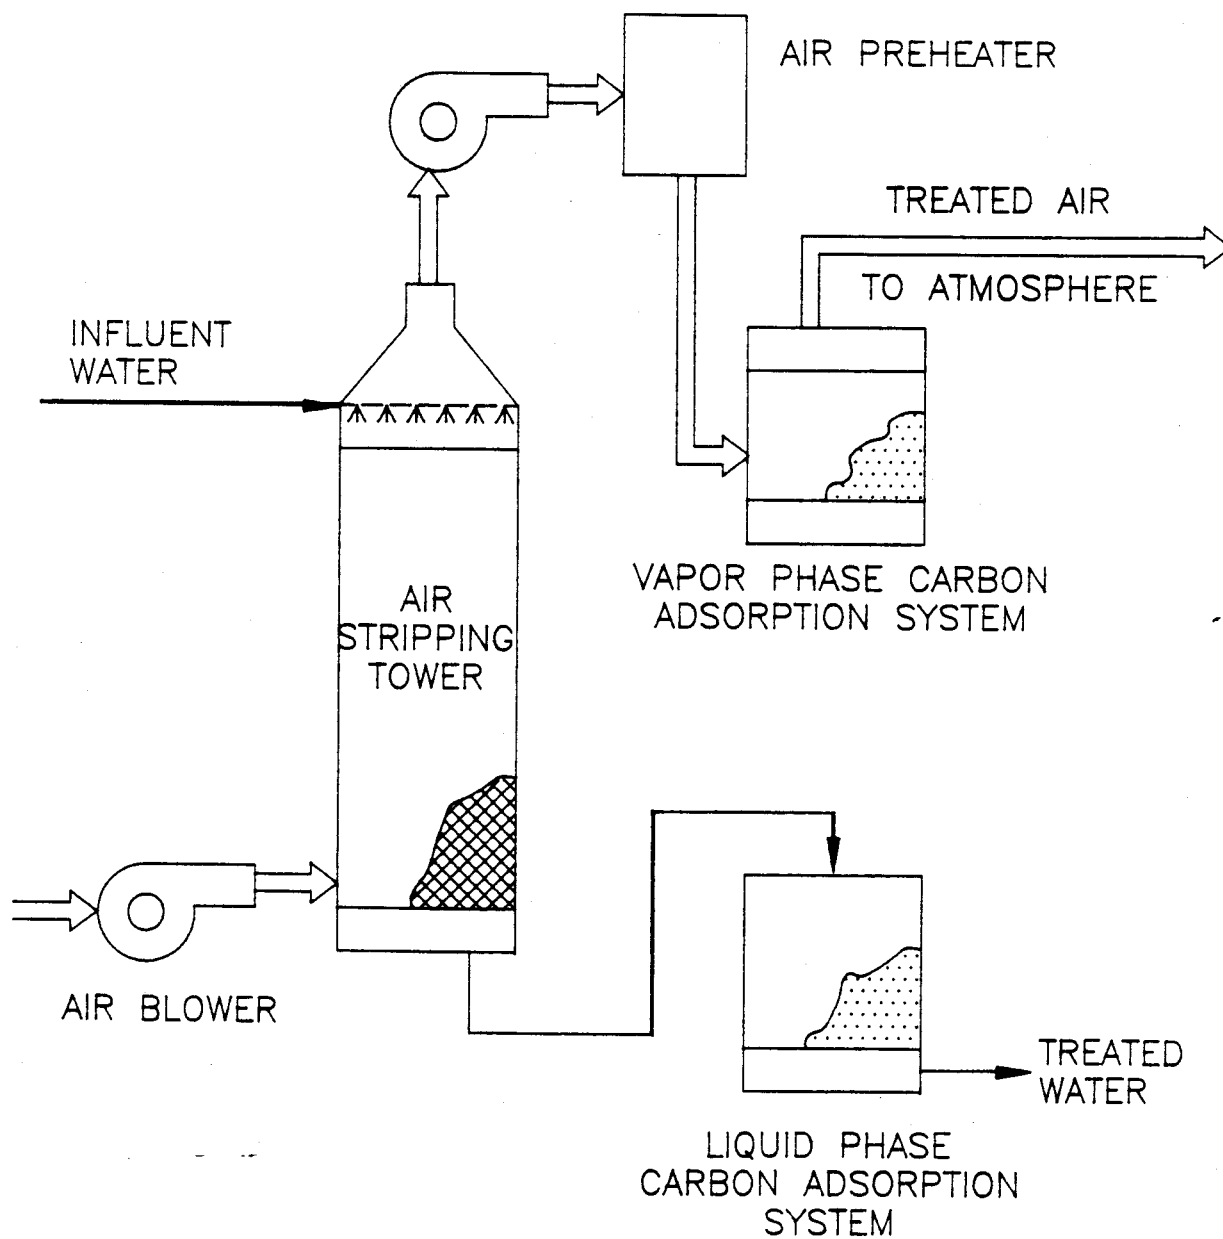 AIR PREHEATER
TREATED AIR
TO ATMOSPHERE
INFLUENT
WATER
VAPOR PHASE CARBON
ADSORPTION SYSTEM
AIR
STRIPPING
TOWER
AIR BLOWER
TREATED
WATER
LIQUID PHASE
CARBON ADSORPTION
SYSTEM